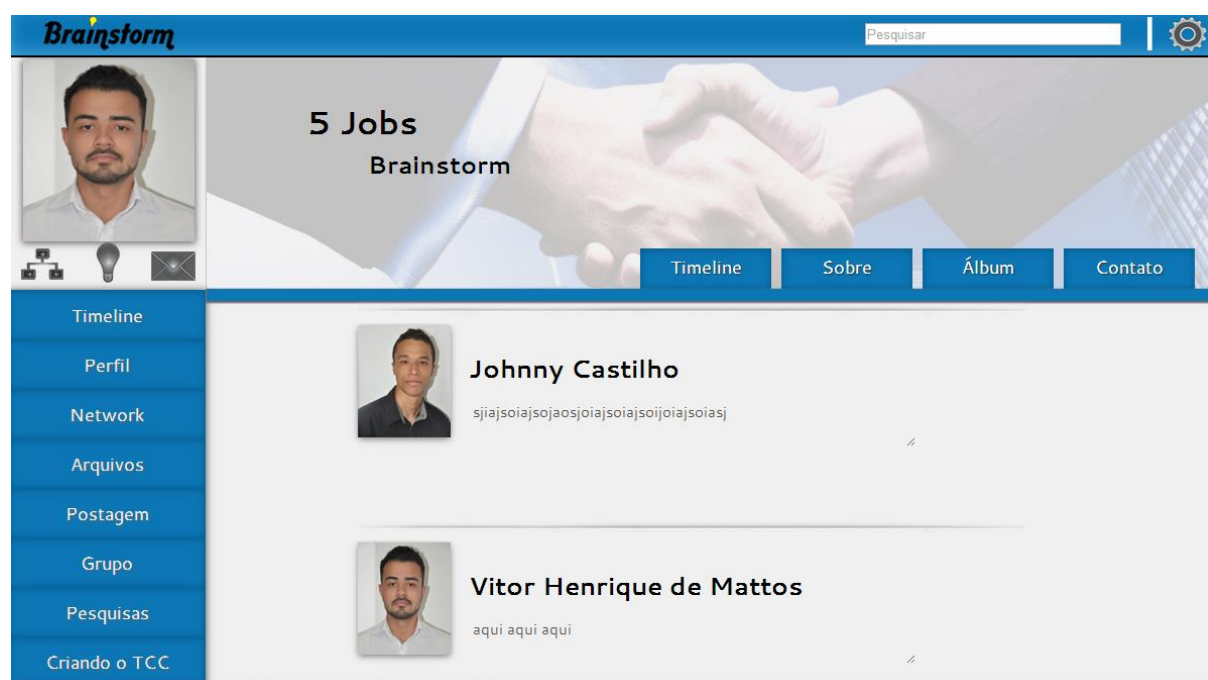 Brainstorm
Pesquisar
5 Jobs
Brainstorm
Timeline Sobre Álbum Contato
Timeline
Perfil
Network
Arquivos
Postagem
Grupo
Pesquisas
Criando o TCC
Johnny Castilho
sjiajsoiajsojaosjoiajsoiajsoijoiajsoiasj
Vitor Henrique de Mattos
aqui aqui aqui